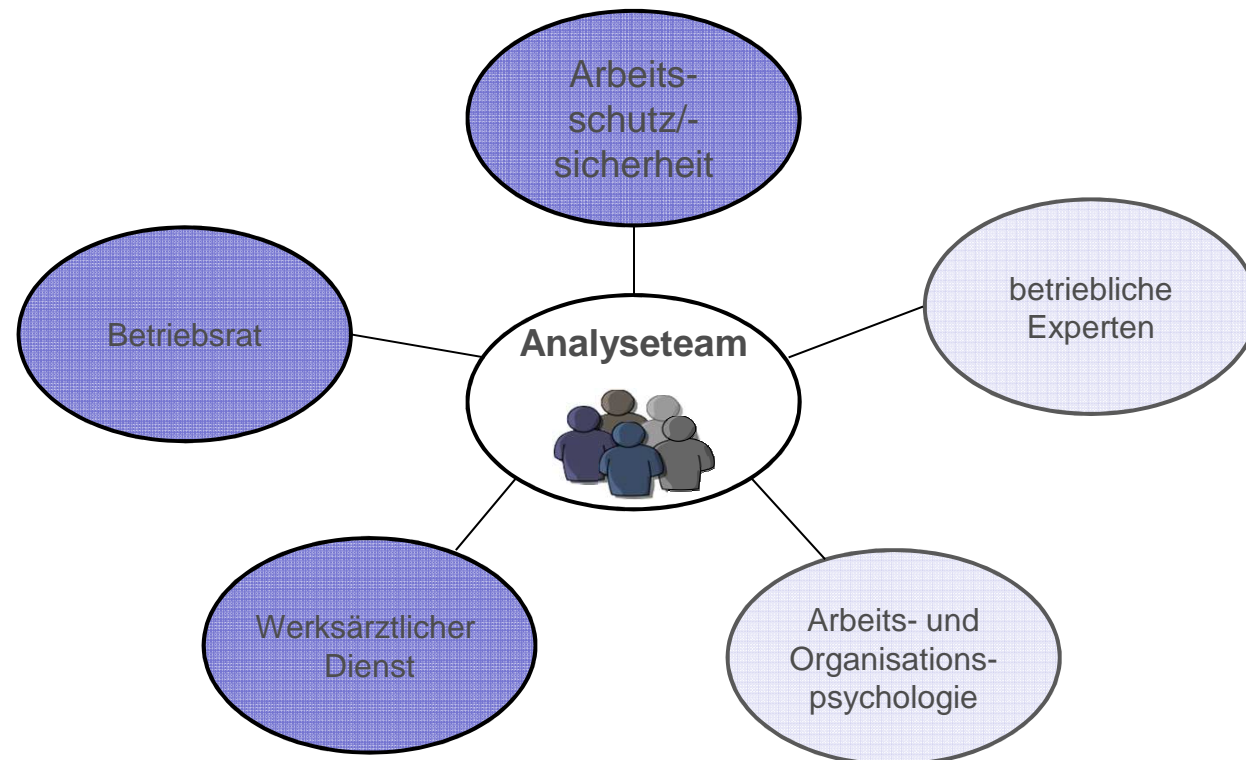 Arbeits-
schutz/-
sicherheit
betriebliche
Experten
Betriebsrat
Analyseteam
Werksärztlicher
Dienst
Arbeits- und
Organisations-
psychologie